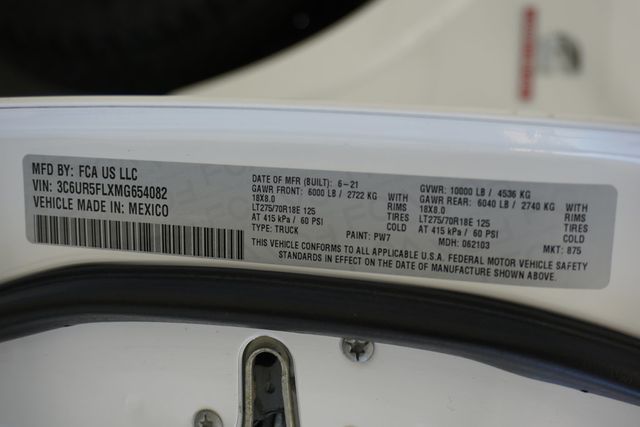 MFD BY: FCA US LLC
VIN: 3C6UR5FLXMG654082
VEHICLE MADE IN: MEXICO
DATE OF MFR (BUILT): 6-21
GAWR FRONT: 6000 LB / 2722 KG WITH
18X8.0 RIMS
LT275/70R18E 125 TIRES
AT 415 kPa / 60 PSI COLD
TYPE: TRUCK PAINT: PW7
GVWR: 10000 LB / 4536 KG
GAWR REAR: 6040 LB / 2740 KG WITH
18X8.0 RIMS
LT275/70R18E 125 TIRES
AT 415 kPa / 60 PSI COLD
MDH: 062103 MKT: 875
THIS VEHICLE CONFORMS TO ALL APPLICABLE U.S.A. FEDERAL MOTOR VEHICLE SAFETY
STANDARDS IN EFFECT ON THE DATE OF MANUFACTURE SHOWN ABOVE.